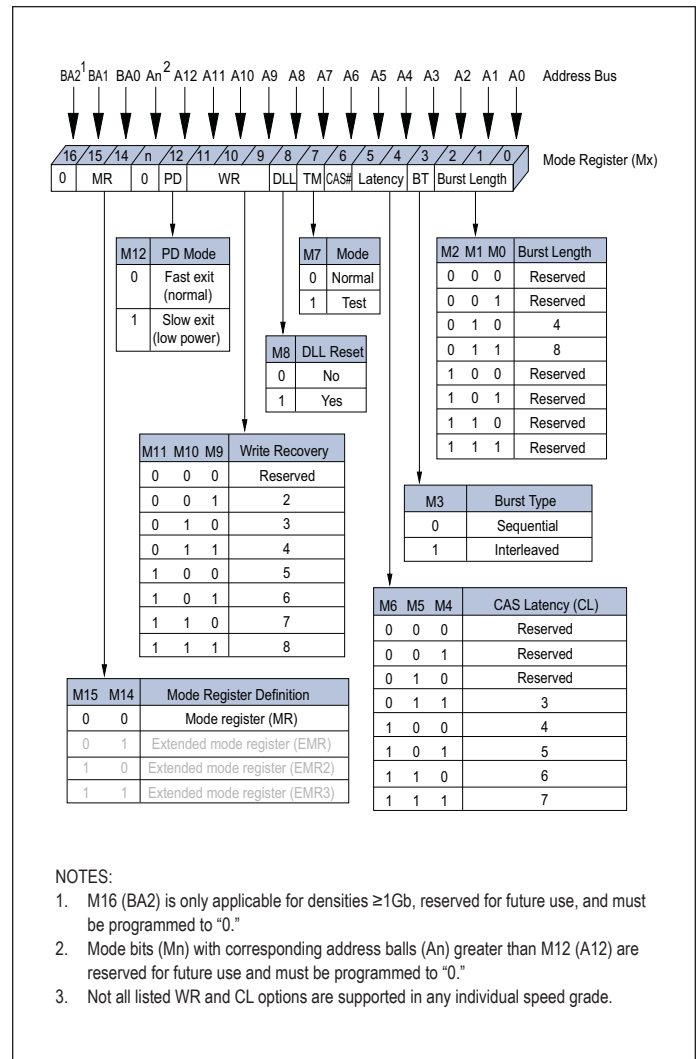 BA2¹ BA1 BA0 An² A12 A11 A10 A9 A8 A7 A6 A5 A4 A3 A2 A1 A0 Address Bus
16 15 14 n 12 11 10 9 8 7 6 5 4 3 2 1 0 Mode Register (Mx)
0 MR 0 PD WR DLL TM CAS# Latency BT Burst Length
M12 PD Mode
0 Fast exit
(normal)
1 Slow exit
(low power)
M7 Mode
0 Normal
1 Test
M2 M1 M0 Burst Length
0 0 0 Reserved
0 0 1 Reserved
0 1 0 4
0 1 1 8
1 0 0 Reserved
1 0 1 Reserved
1 1 0 Reserved
1 1 1 Reserved
M8 DLL Reset
0 No
1 Yes
M11 M10 M9 Write Recovery
0 0 0 Reserved
0 0 1 2
0 1 0 3
0 1 1 4
1 0 0 5
1 0 1 6
1 1 0 7
1 1 1 8
M3 Burst Type
0 Sequential
1 Interleaved
M6 M5 M4 CAS Latency (CL)
0 0 0 Reserved
0 0 1 Reserved
0 1 0 Reserved
0 1 1 3
1 0 0 4
1 0 1 5
1 1 0 6
1 1 1 7
M15 M14 Mode Register Definition
0 0 Mode register (MR)
0 1 Extended mode register (EMR)
1 0 Extended mode register (EMR2)
1 1 Extended mode register (EMR3)
NOTES:
1. M16 (BA2) is only applicable for densities ≥1Gb, reserved for future use, and must
be programmed to “0.”
2. Mode bits (Mn) with corresponding address balls (An) greater than M12 (A12) are
reserved for future use and must be programmed to “0.”
3. Not all listed WR and CL options are supported in any individual speed grade.